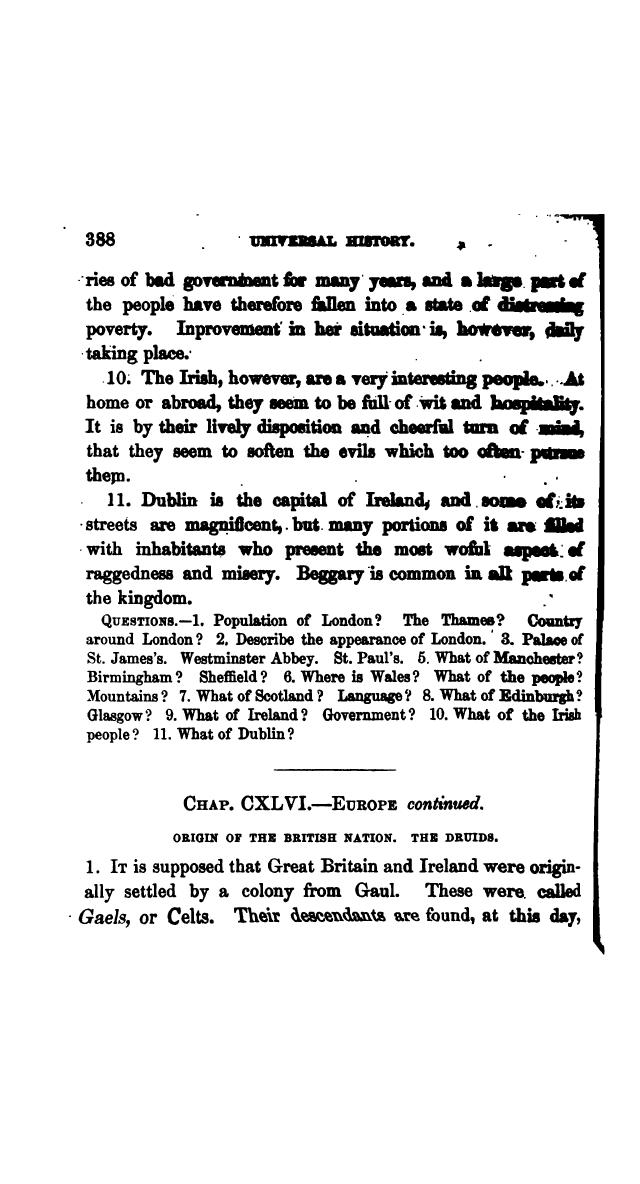 388 UNIVERSAL HISTORY.
ries of bad government for many years, and a large part of
the people have therefore fallen into a state of distressing
poverty. Inprovement in her situation is, however, daily
taking place.
10. The Irish, however, are a very interesting people. At
home or abroad, they seem to be full of wit and hospitality.
It is by their lively disposition and cheerful turn of mind,
that they seem to soften the evils which too often pursue
them.
11. Dublin is the capital of Ireland, and some of its
streets are magnificent, but many portions of it are filled
with inhabitants who present the most woful aspect of
raggedness and misery. Beggary is common in all parts of
the kingdom.
QUESTIONS.—1. Population of London? The Thames? Country
around London? 2. Describe the appearance of London. 3. Palace of
St. James's. Westminster Abbey. St. Paul's. 5. What of Manchester?
Birmingham? Sheffield? 6. Where is Wales? What of the people?
Mountains? 7. What of Scotland? Language? 8. What of Edinburgh?
Glasgow? 9. What of Ireland? Government? 10. What of the Irish
people? 11. What of Dublin?
CHAP. CXLVI.—EUROPE continued.
ORIGIN OF THE BRITISH NATION. THE DRUIDS.
1. IT is supposed that Great Britain and Ireland were origin-
ally settled by a colony from Gaul. These were called
Gaels, or Celts. Their descendants are found, at this day,